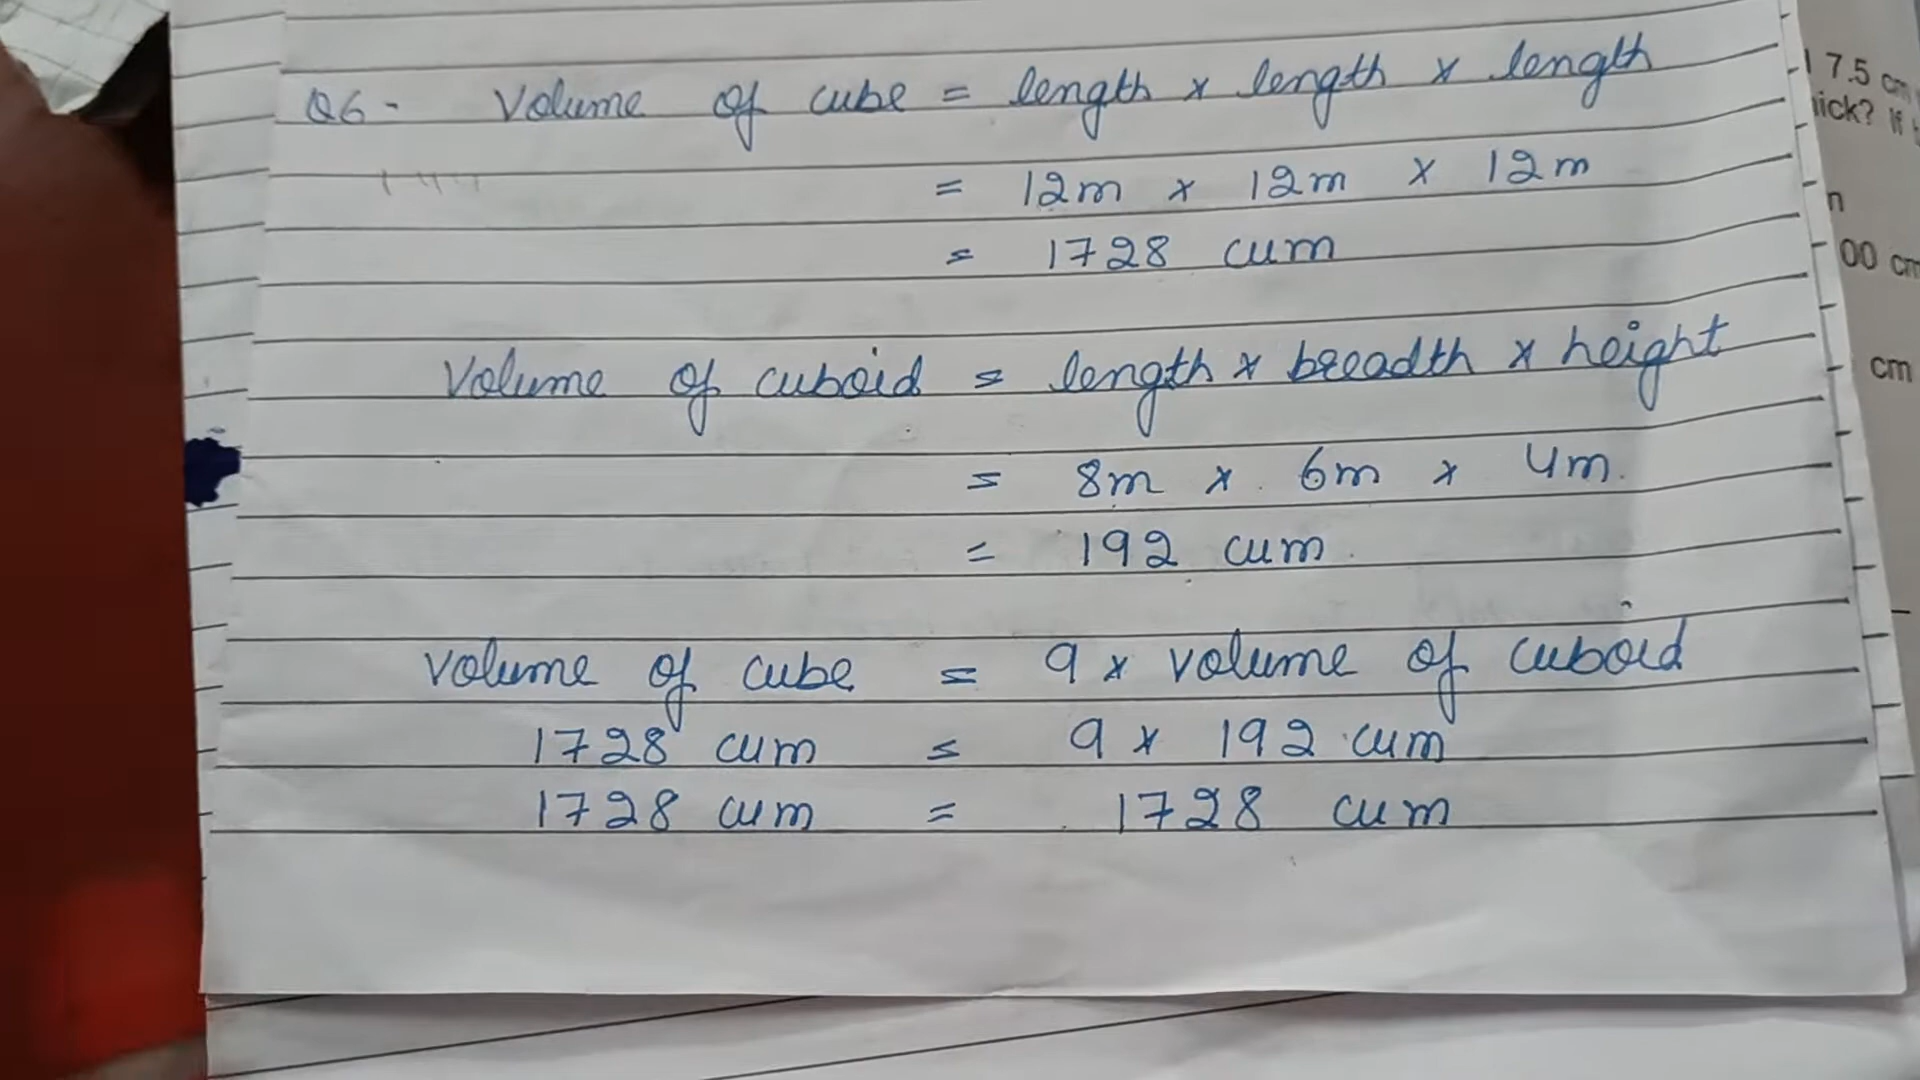 Q6- Volume of cube = length x length x length
= 12m x 12m x 12m
= 1728 cum
Volume of cuboid = length x breadth x height
= 8m x 6m x 4m.
= 192 cum.
volume of cube = 9 x volume of cuboid
1728 cum = 9 x 192 cum
1728 cum = 1728 cum
7.5 cm
ick? If
n
00 cm
cm